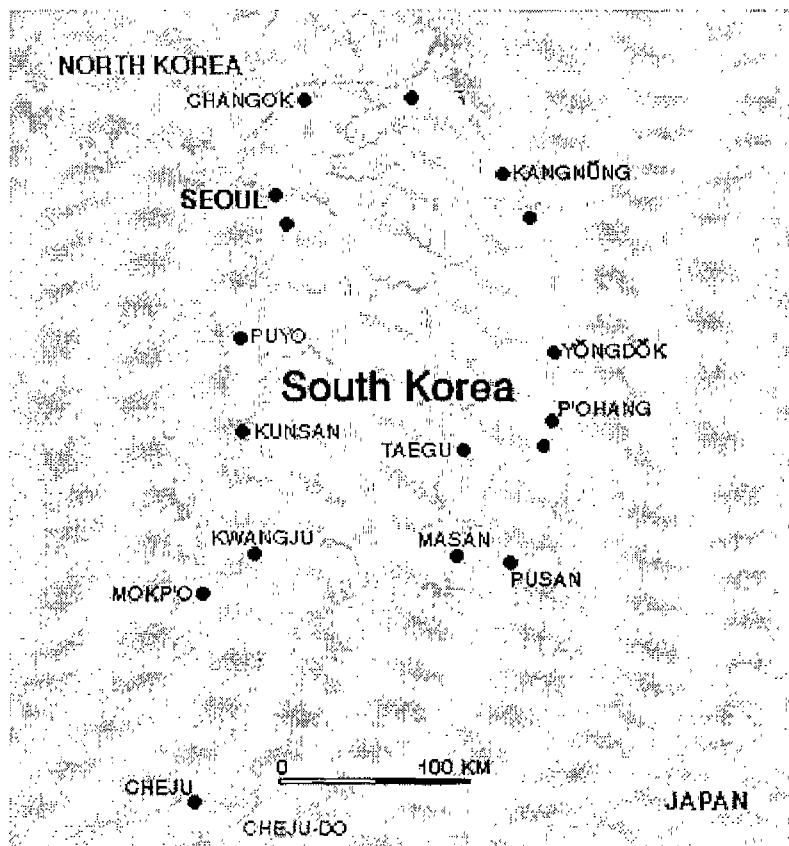 NORTH KOREA
CHANGOK
KANGNŬNG
SEOUL
PUYO
YŎNGDŎK
South Korea
P'OHANG
KUNSAN
TAEGU
KWANGJU
MASAN
PUSAN
MOKP'O
0 100 KM
CHEJU
JAPAN
CHEJU-DO